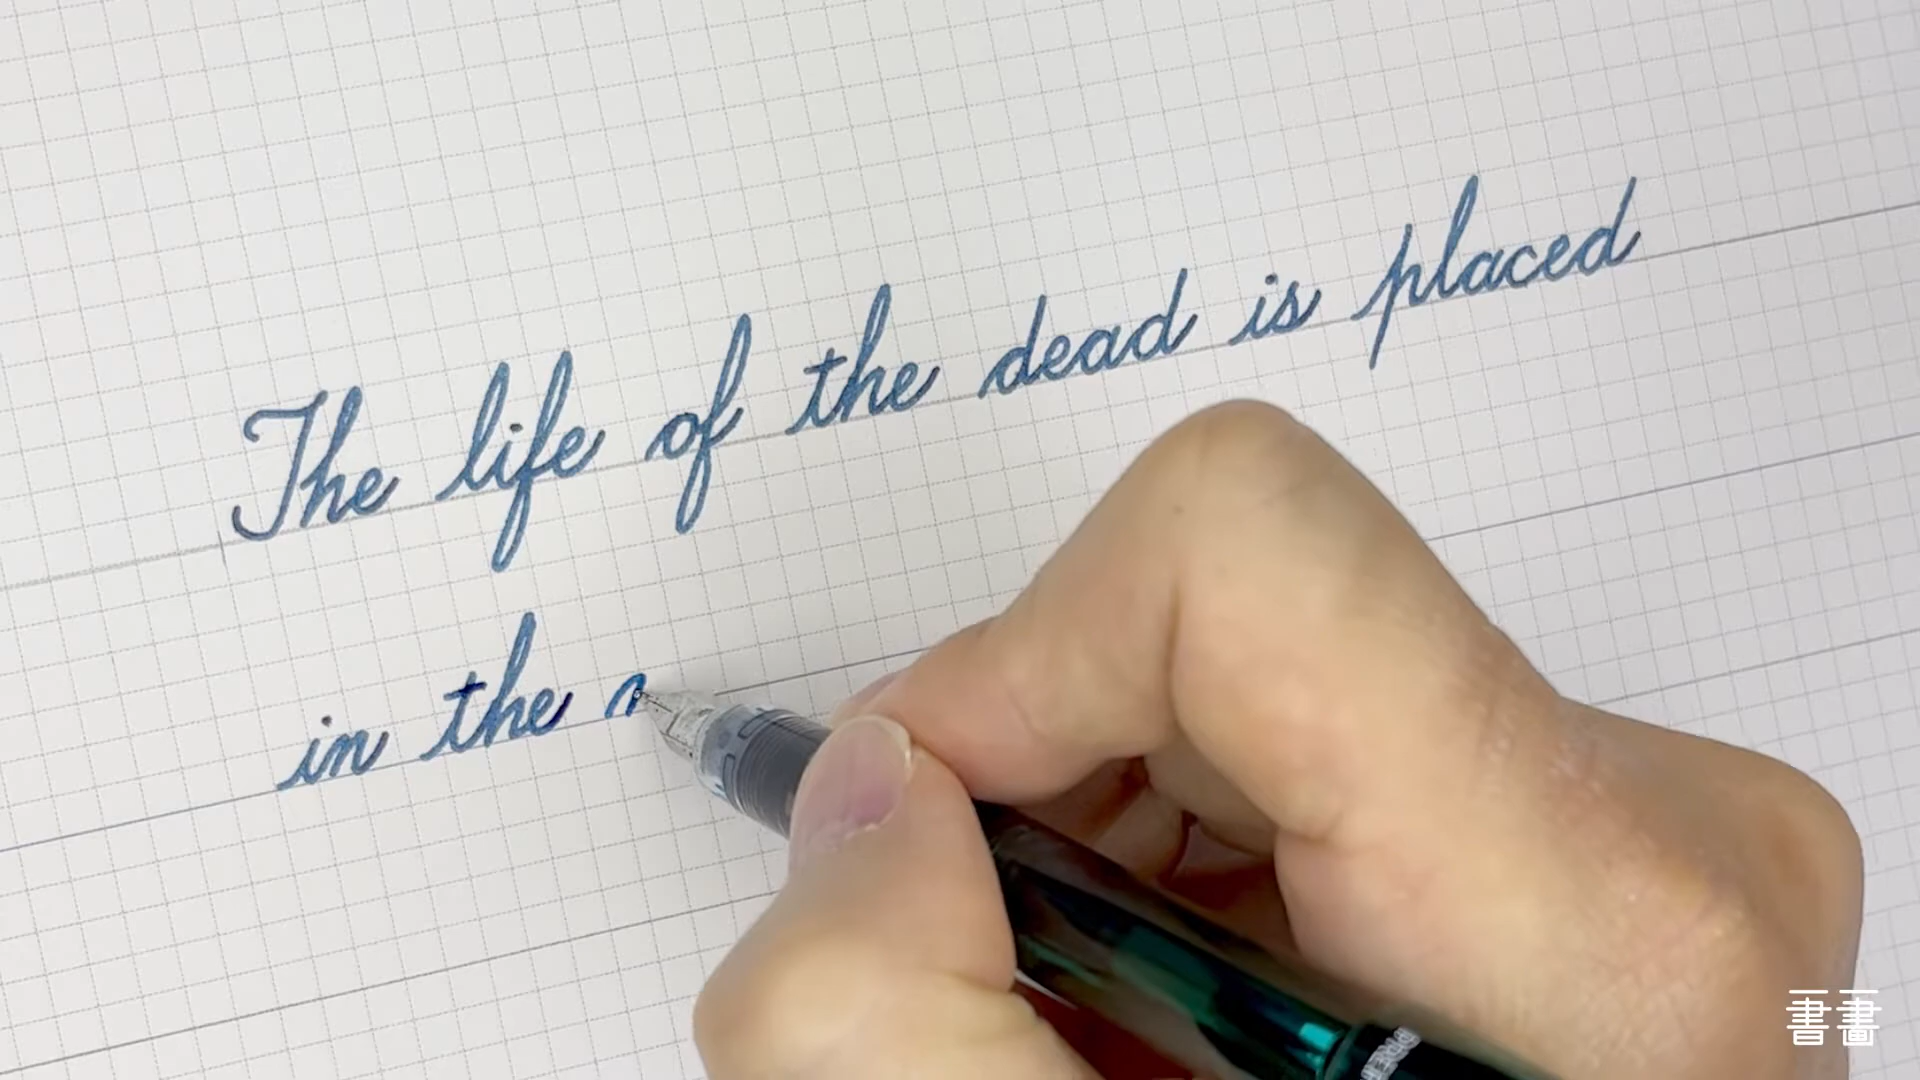 The life of the dead is placed
in the
書畫